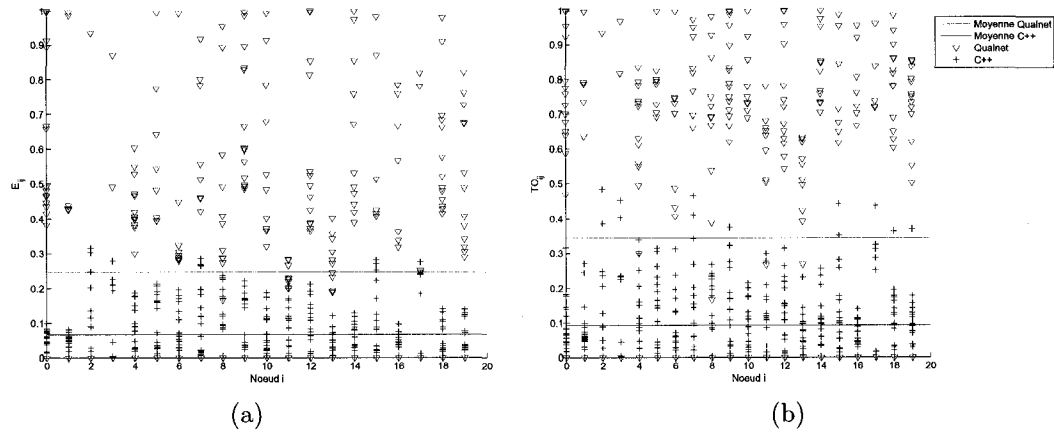 1
0.9
0.8
0.7
0.6
0.5
0.4
0.3
0.2
0.1
0
E_ij
0 2 4 6 8 10 12 14 16 18 20
Noeud i
(a)
1
0.9
0.8
0.7
0.6
0.5
0.4
0.3
0.2
0.1
0
TO_ij
0 2 4 6 8 10 12 14 16 18 20
Noeud i
(b)
Moyenne Qualnet
Moyenne C++
Qualnet
C++